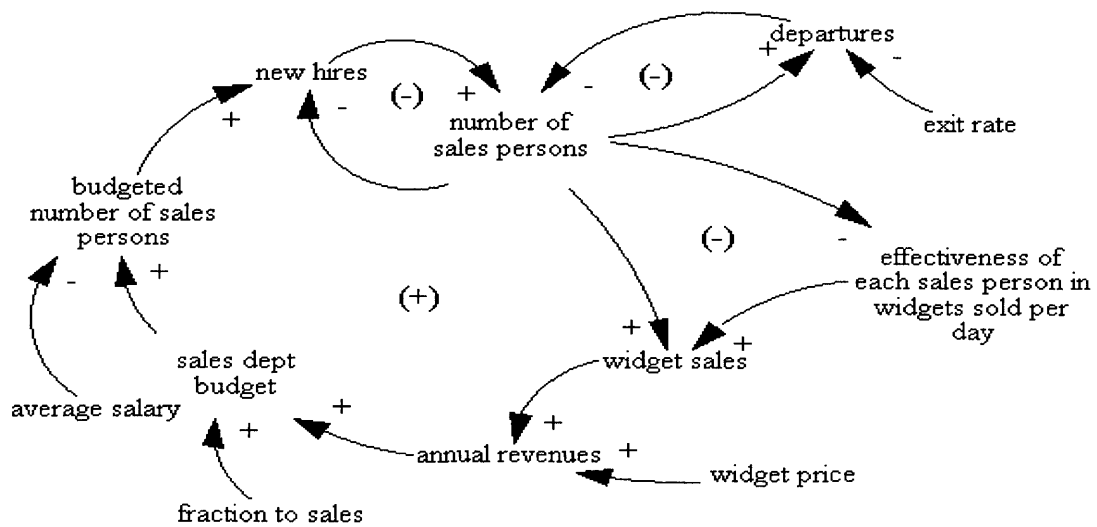 departures
+
-
new hires
(-)
(-)
-
+
-
+
number of
sales persons
exit rate
budgeted
number of sales
persons
(-)
-
effectiveness of
each sales person in
widgets sold per
day
-
+
(+)
+
+
sales dept
budget
widget sales
average salary
+
+
+
+
annual revenues
widget price
fraction to sales